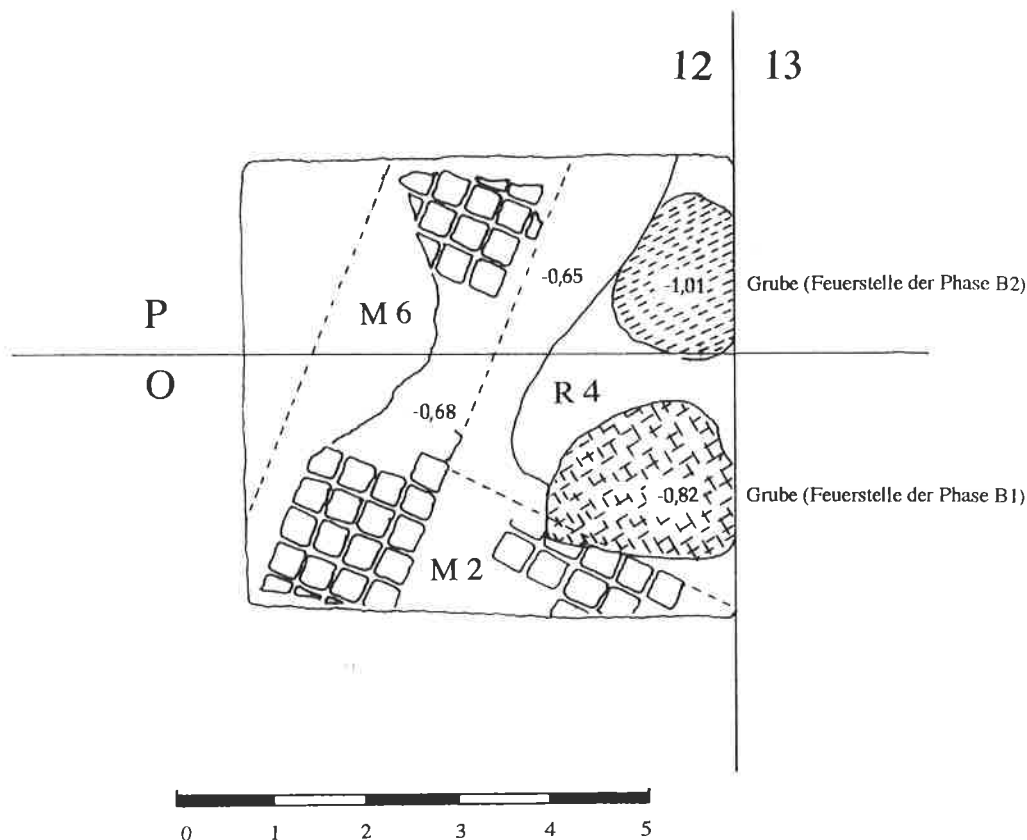 12 13
-0,65
-1,01
Grube (Feuerstelle der Phase B2)
M 6
P
O
R 4
-0,68
-0,82
Grube (Feuerstelle der Phase B1)
M 2
0 1 2 3 4 5